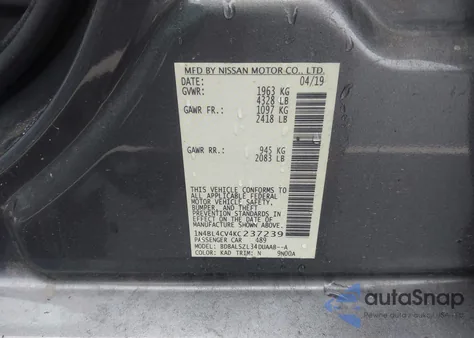 MFD BY NISSAN MOTOR CO., LTD.
DATE: 04/19
GVWR: 1963 KG
4328 LB
GAWR FR.: 1097 KG
2418 LB
GAWR RR.: 945 KG
2083 LB
THIS VEHICLE CONFORMS TO
ALL APPLICABLE FEDERAL
MOTOR VEHICLE SAFETY,
BUMPER, AND THEFT
PREVENTION STANDARDS IN
EFFECT ON THE DATE OF
MANUFACTURE SHOWN ABOVE.
1N4BL4CV4KC237239
PASSENGER CAR 489
MODEL: BDBALSZL34DUAA8--A
COLOR: KAD TRIM: N 9N00A
autoSnap